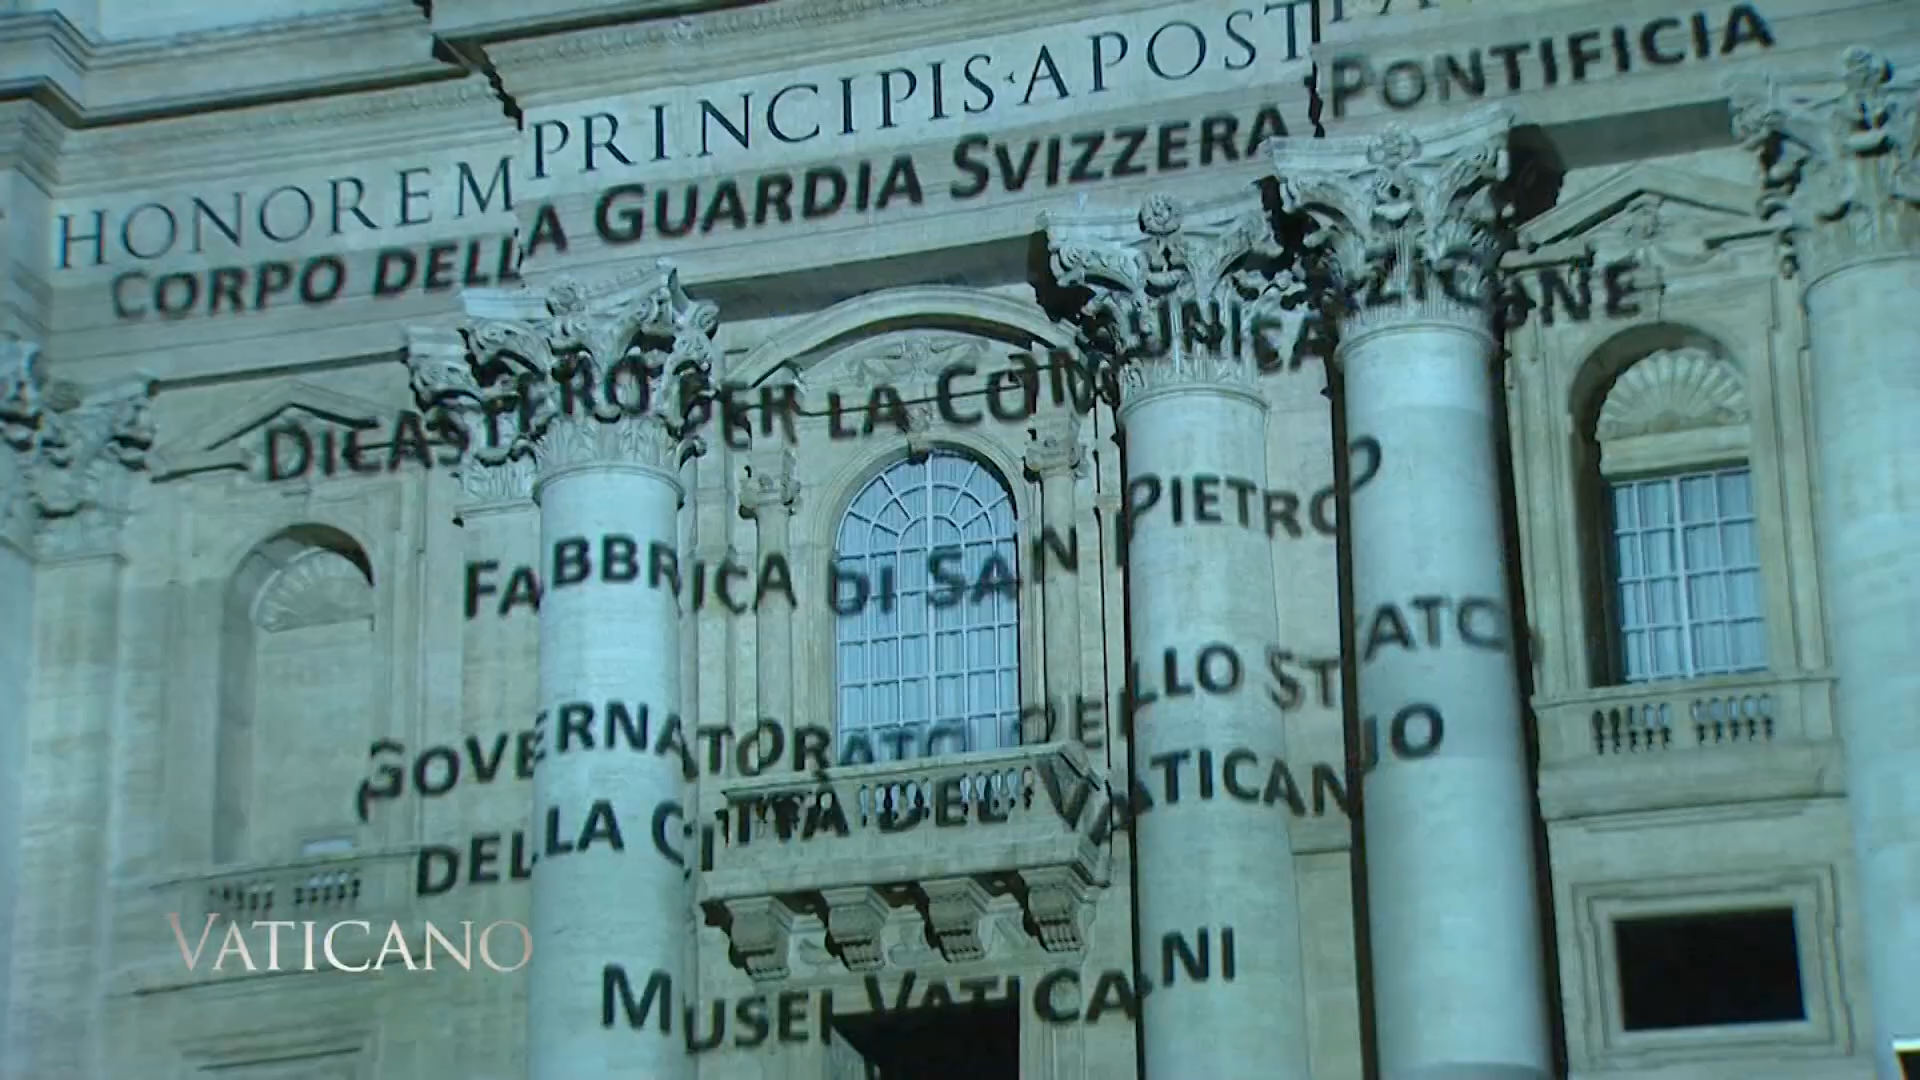 HONOREM PRINCIPIS·APOST
CORPO DELLA GUARDIA SVIZZERA PONTIFICIA
DICASTERO PER LA COMUNICAZIONE
FABBRICA DI SAN PIETRO
GOVERNATORATO DELLO STATO
DELLA CITTÀ DEL VATICANO
MUSEI VATICANI
VATICANO